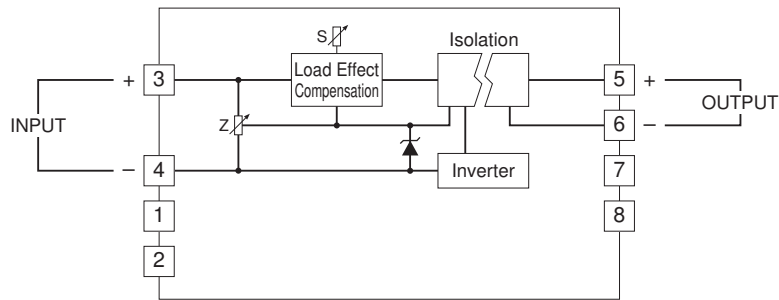 S
Isolation
+ 3 Load Effect 5 +
Compensation
INPUT Z 6 − OUTPUT
− 4 Inverter 7
1 8
2